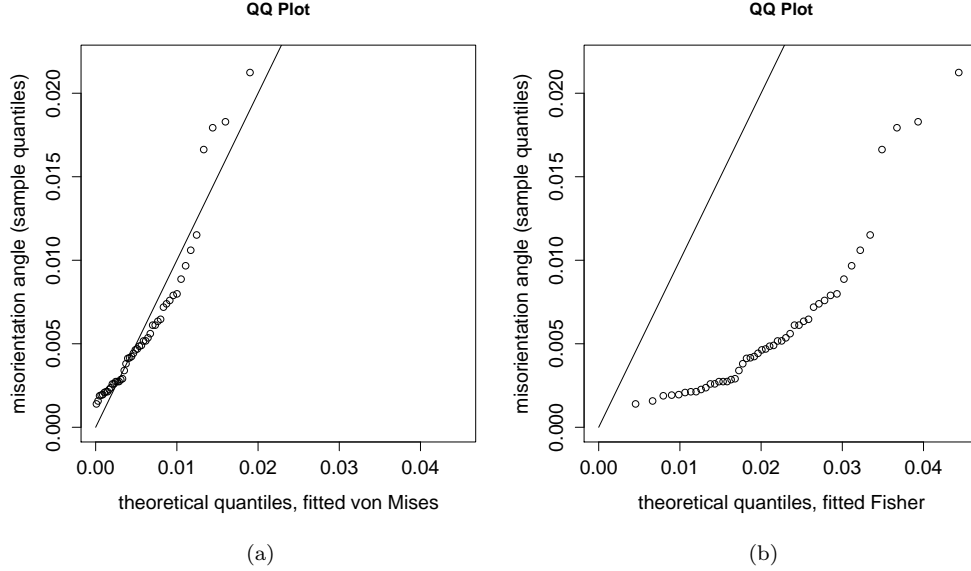 QQ Plot
misorientation angle (sample quantiles)
0.020
0.015
0.010
0.005
0.000
0.00 0.01 0.02 0.03 0.04
theoretical quantiles, fitted von Mises
(a)
QQ Plot
misorientation angle (sample quantiles)
0.020
0.015
0.010
0.005
0.000
0.00 0.01 0.02 0.03 0.04
theoretical quantiles, fitted Fisher
(b)